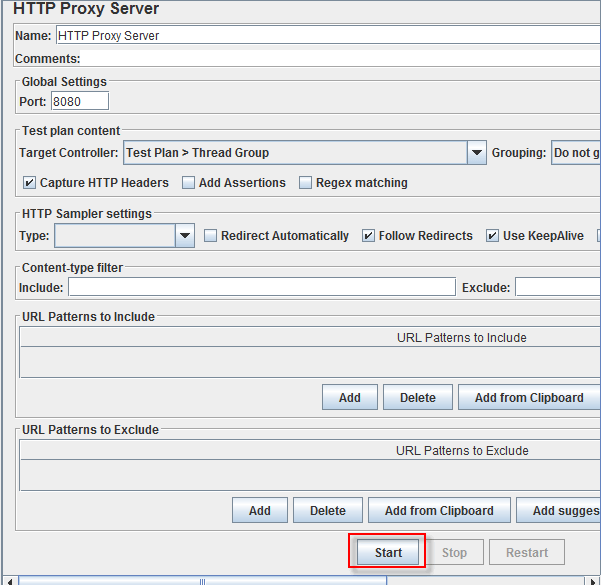 HTTP Proxy Server
Name: HTTP Proxy Server
Comments:
Global Settings
Port: 8080
Test plan content
Target Controller: Test Plan > Thread Group Grouping: Do not g
Capture HTTP Headers Add Assertions Regex matching
HTTP Sampler settings
Type: Redirect Automatically Follow Redirects Use KeepAlive
Content-type filter
Include: Exclude:
URL Patterns to Include
URL Patterns to Include
Add Delete Add from Clipboard
URL Patterns to Exclude
URL Patterns to Exclude
Add Delete Add from Clipboard Add sugges
Start Stop Restart